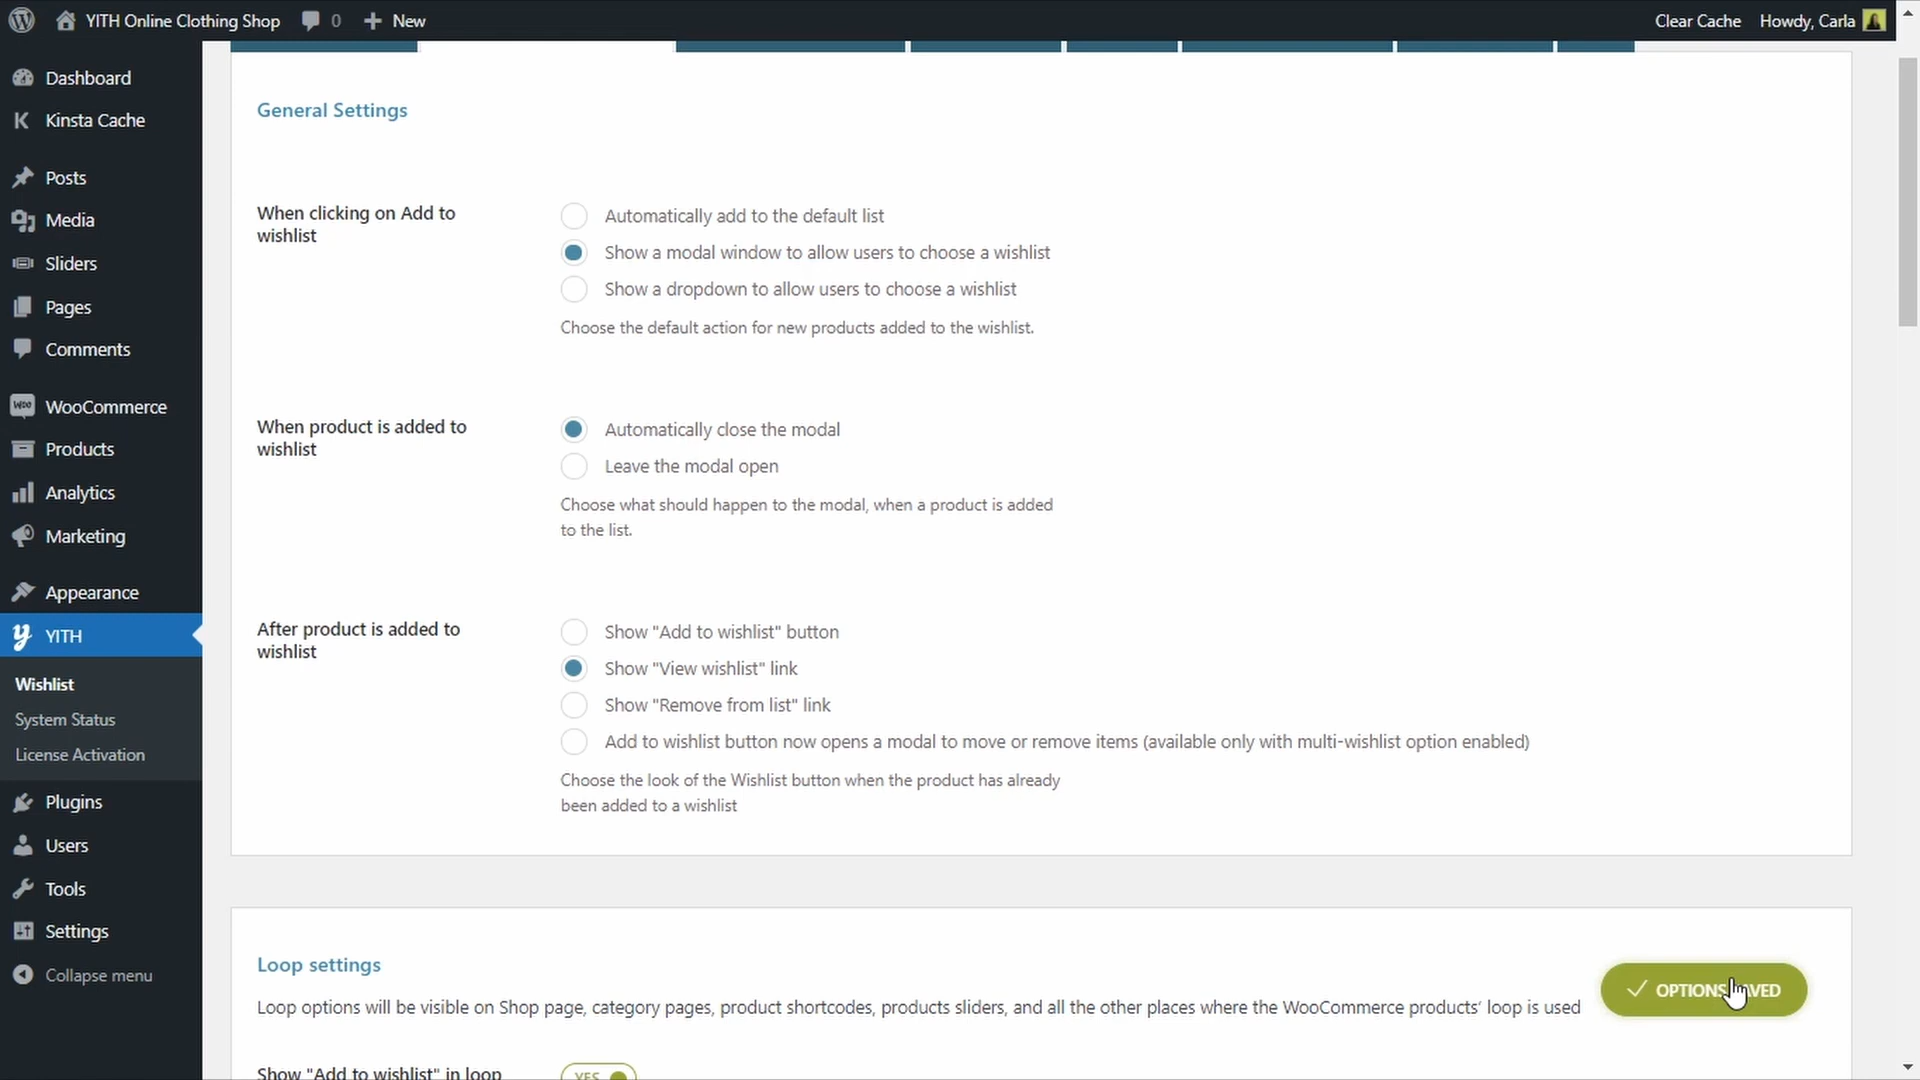 YITH Online Clothing Shop 0 New Clear Cache Howdy, Carla
Dashboard
Kinsta Cache
Posts
Media
Sliders
Pages
Comments
WooCommerce
Products
Analytics
Marketing
Appearance
YITH
Wishlist
System Status
License Activation
Plugins
Users
Tools
Settings
Collapse menu
General Settings
When clicking on Add to
wishlist
Automatically add to the default list
Show a modal window to allow users to choose a wishlist
Show a dropdown to allow users to choose a wishlist
Choose the default action for new products added to the wishlist.
When product is added to
wishlist
Automatically close the modal
Leave the modal open
Choose what should happen to the modal, when a product is added
to the list.
After product is added to
wishlist
Show "Add to wishlist" button
Show "View wishlist" link
Show "Remove from list" link
Add to wishlist button now opens a modal to move or remove items (available only with multi-wishlist option enabled)
Choose the look of the Wishlist button when the product has already
been added to a wishlist
Loop settings
Loop options will be visible on Shop page, category pages, product shortcodes, products sliders, and all the other places where the WooCommerce products' loop is used
OPTIONS SAVED
Show "Add to wishlist" in loop
YES